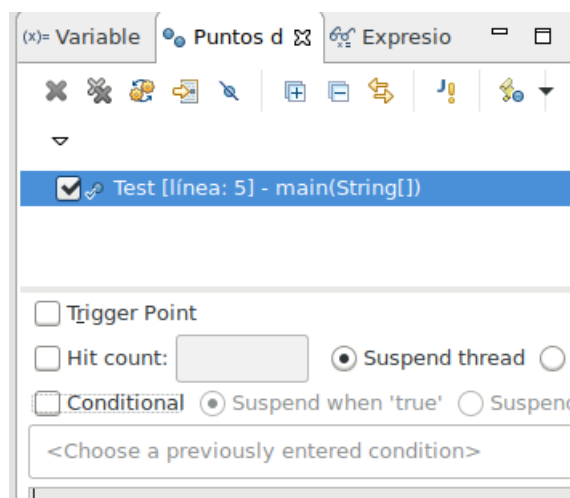 (x)= Variable Puntos d Expresio
Test [línea: 5] - main(String[])
Trigger Point
Hit count: Suspend thread
Conditional Suspend when 'true' Suspend
<Choose a previously entered condition>